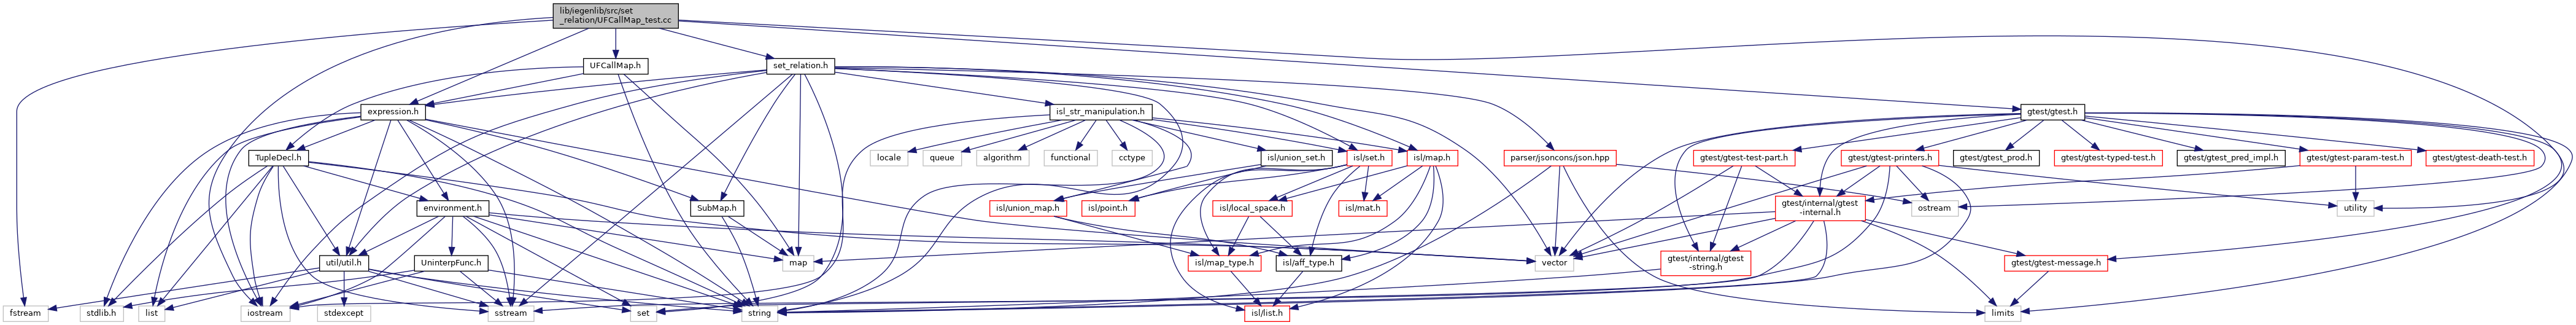 lib/iegenlib/src/set
_relation/UFCallMap_test.cc
UFCallMap.h
set_relation.h
expression.h
isl_str_manipulation.h
gtest/gtest.h
TupleDecl.h
locale
queue
algorithm
functional
cctype
isl/union_set.h
isl/set.h
isl/map.h
parser/jsoncons/json.hpp
gtest/gtest-test-part.h
gtest/gtest-printers.h
gtest/gtest_prod.h
gtest/gtest-typed-test.h
gtest/gtest_pred_impl.h
gtest/gtest-param-test.h
gtest/gtest-death-test.h
environment.h
SubMap.h
isl/union_map.h
isl/point.h
isl/local_space.h
isl/mat.h
gtest/internal/gtest
-internal.h
ostream
utility
util/util.h
UninterpFunc.h
map
isl/map_type.h
isl/aff_type.h
vector
gtest/internal/gtest
-string.h
gtest/gtest-message.h
fstream
stdlib.h
list
iostream
stdexcept
sstream
set
string
isl/list.h
limits